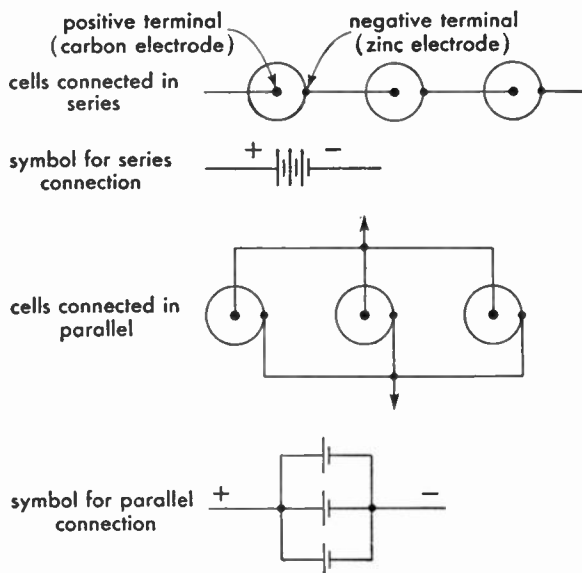 positive terminal
(carbon electrode)
negative terminal
(zinc electrode)
cells connected in
series
symbol for series
connection
+ −
cells connected in
parallel
symbol for parallel
connection
+ −